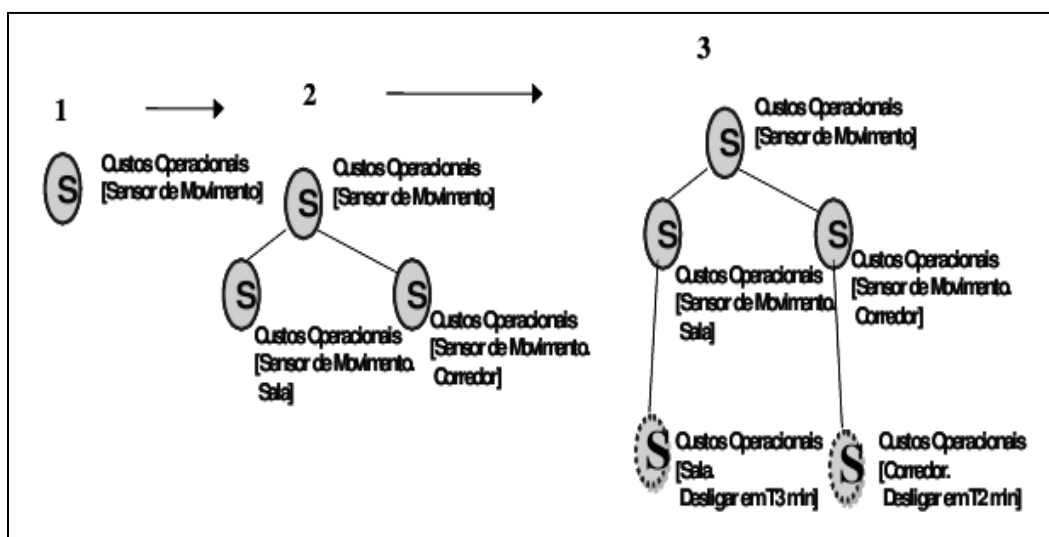 1
S
Custos Operacionais
[Sensor de Movimento]
2
S
Custos Operacionais
[Sensor de Movimento]
S
Custos Operacionais
[Sensor de Movimento.
Sala]
S
Custos Operacionais
[Sensor de Movimento.
Corredor]
3
S
Custos Operacionais
[Sensor de Movimento]
S
Custos Operacionais
[Sensor de Movimento.
Sala]
S
Custos Operacionais
[Sensor de Movimento.
Corredor]
S
Custos Operacionais
[Sala.
Desligar em T3 min]
S
Custos Operacionais
[Corredor.
Desligar em T2 min]